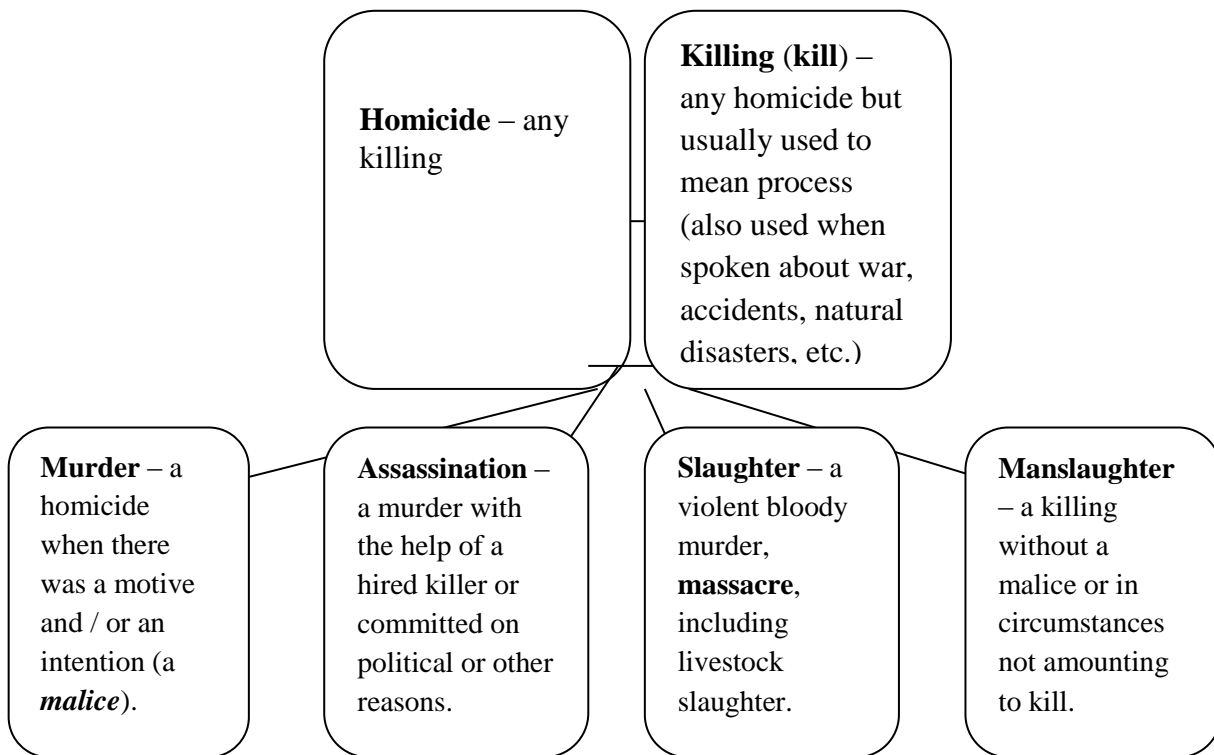 Homicide – any
killing
Killing (kill) –
any homicide but
usually used to
mean process
(also used when
spoken about war,
accidents, natural
disasters, etc.)
Murder – a
homicide
when there
was a motive
and / or an
intention (a
malice).
Assassination –
a murder with
the help of a
hired killer or
committed on
political or other
reasons.
Slaughter – a
violent bloody
murder,
massacre,
including
livestock
slaughter.
Manslaughter
– a killing
without a
malice or in
circumstances
not amounting
to kill.